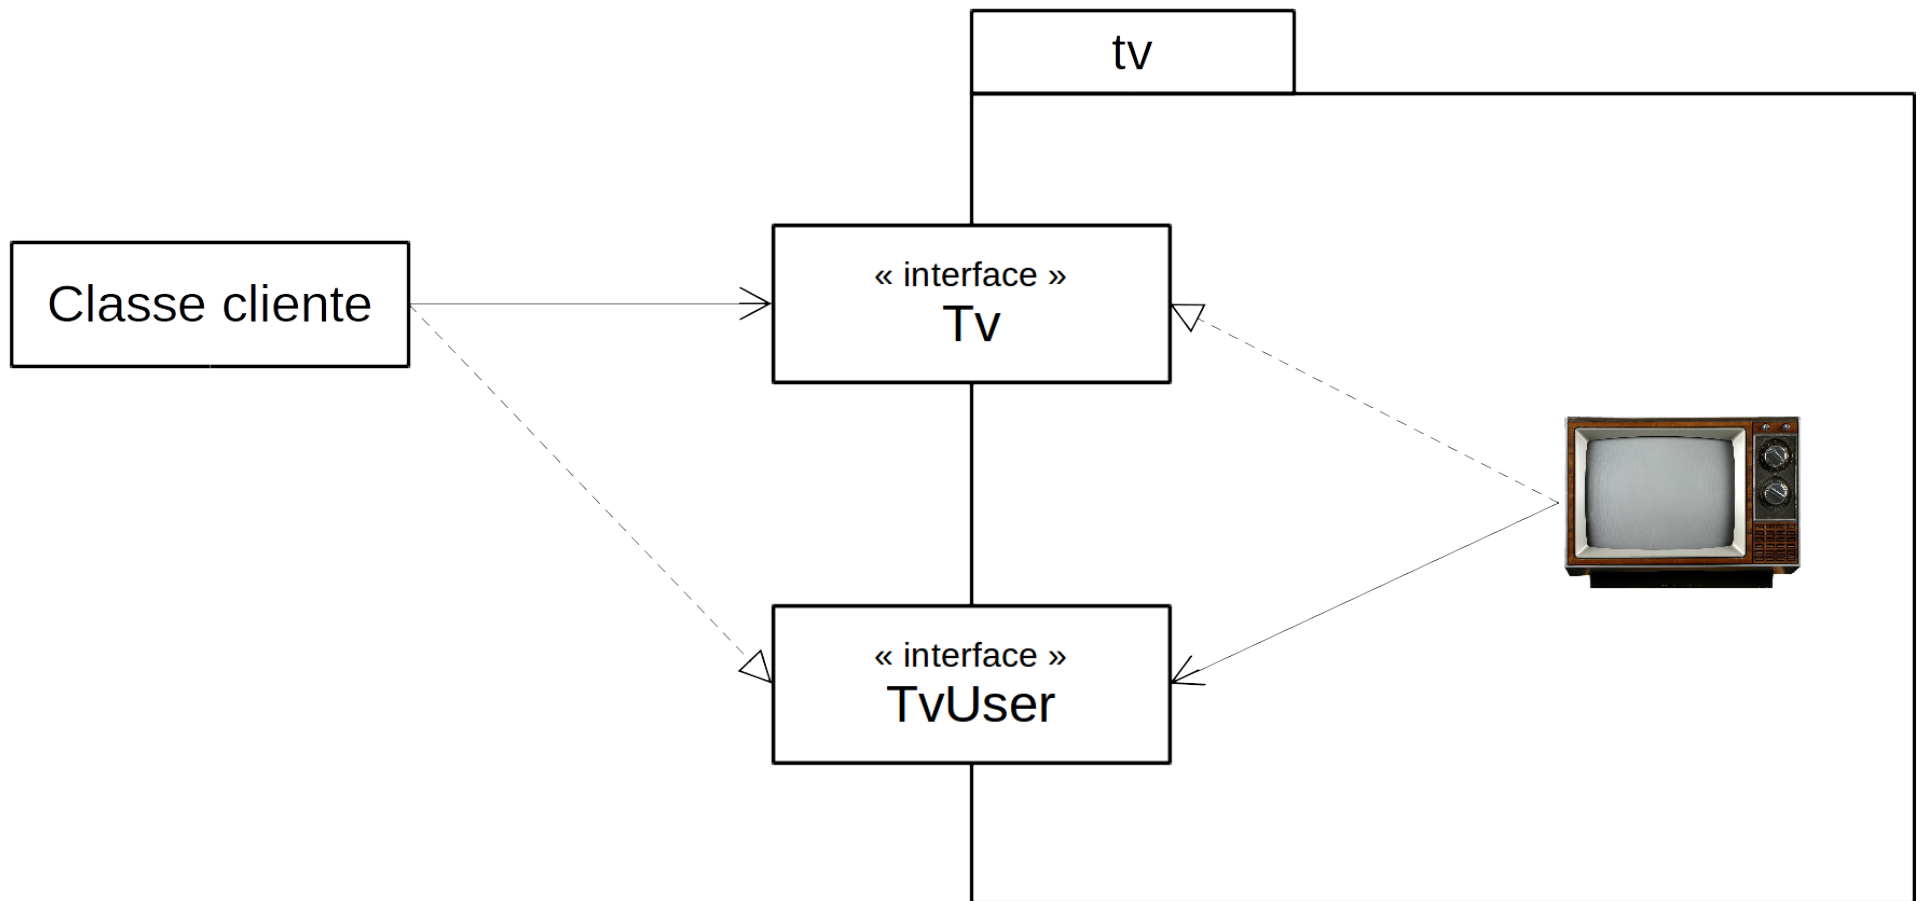 tv
Classe cliente
« interface »
Tv
« interface »
TvUser